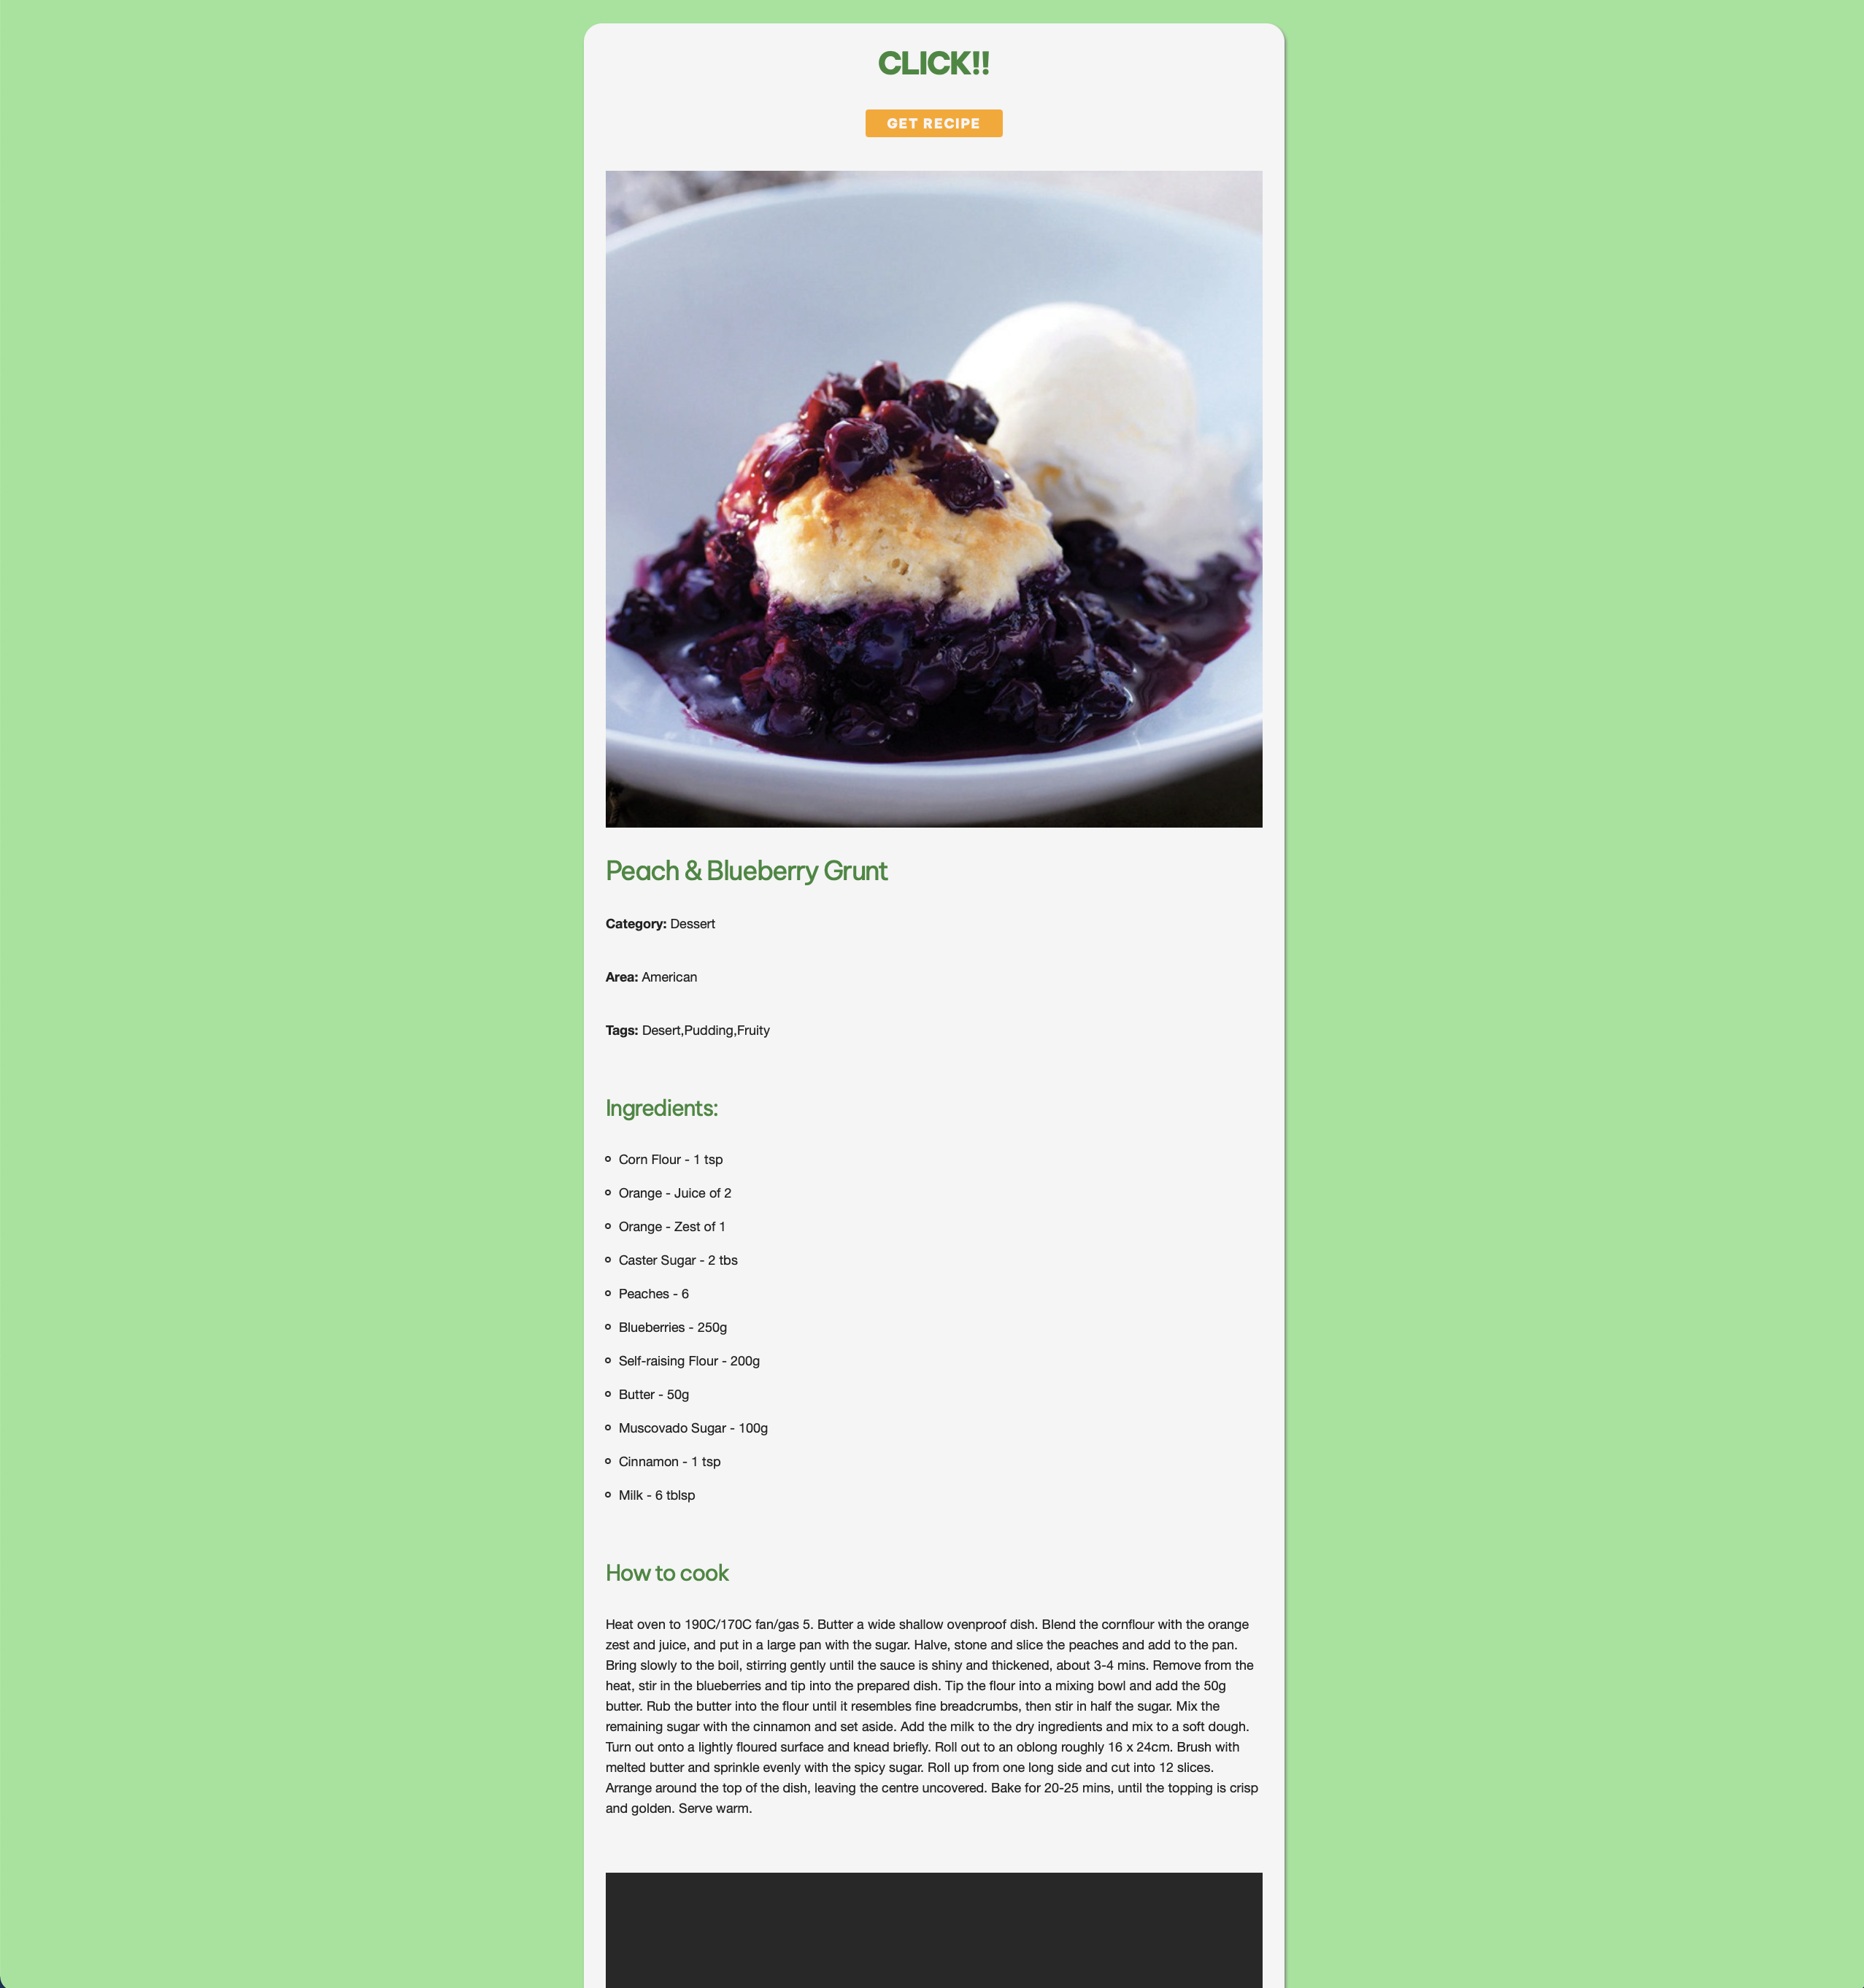 CLICK!!
GET RECIPE
Peach & Blueberry Grunt
Category: Dessert
Area: American
Tags: Desert,Pudding,Fruity
Ingredients:
Corn Flour - 1 tsp
Orange - Juice of 2
Orange - Zest of 1
Caster Sugar - 2 tbs
Peaches - 6
Blueberries - 250g
Self-raising Flour - 200g
Butter - 50g
Muscovado Sugar - 100g
Cinnamon - 1 tsp
Milk - 6 tblsp
How to cook
Heat oven to 190C/170C fan/gas 5. Butter a wide shallow ovenproof dish. Blend the cornflour with the orange
zest and juice, and put in a large pan with the sugar. Halve, stone and slice the peaches and add to the pan.
Bring slowly to the boil, stirring gently until the sauce is shiny and thickened, about 3-4 mins. Remove from the
heat, stir in the blueberries and tip into the prepared dish. Tip the flour into a mixing bowl and add the 50g
butter. Rub the butter into the flour until it resembles fine breadcrumbs, then stir in half the sugar. Mix the
remaining sugar with the cinnamon and set aside. Add the milk to the dry ingredients and mix to a soft dough.
Turn out onto a lightly floured surface and knead briefly. Roll out to an oblong roughly 16 x 24cm. Brush with
melted butter and sprinkle evenly with the spicy sugar. Roll up from one long side and cut into 12 slices.
Arrange around the top of the dish, leaving the centre uncovered. Bake for 20-25 mins, until the topping is crisp
and golden. Serve warm.